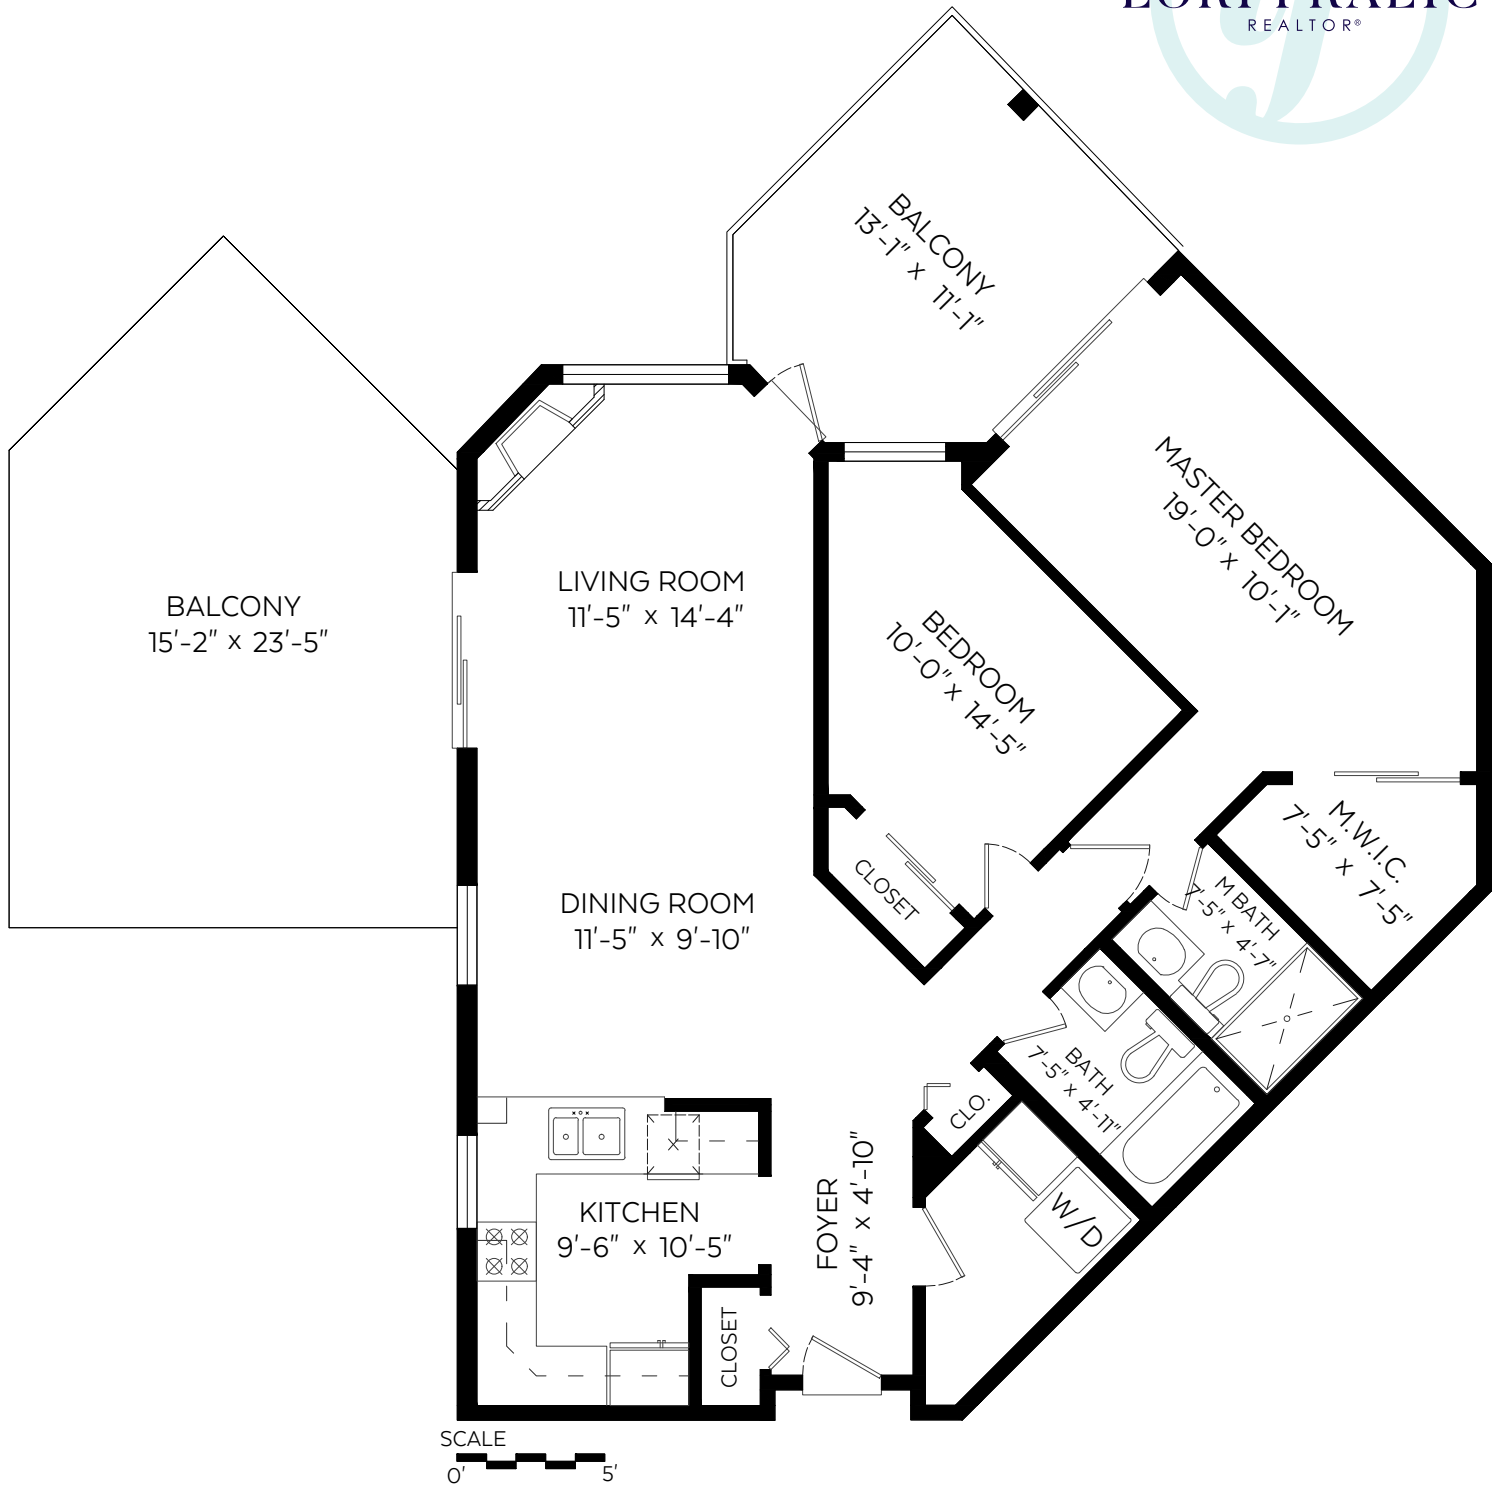 REALTOR®
BALCONY
13'-1" x 11'-1"
MASTER BEDROOM
19'-0" x 10'-1"
LIVING ROOM
11'-5" x 14'-4"
BALCONY
15'-2" x 23'-5"
BEDROOM
10'-0" x 14'-5"
M.W.I.C.
7'-5" x 7'-5"
CLOSET
M BATH
7'-5" x 4'-7"
DINING ROOM
11'-5" x 9'-10"
BATH
7'-5" x 4'-11"
CLO.
KITCHEN
9'-6" x 10'-5"
FOYER
9'-4" x 4'-10"
W/D
CLOSET
SCALE
0' 5'